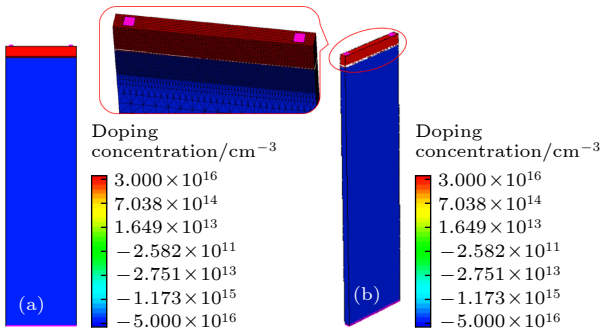 Doping
concentration/cm⁻³
3.000×10¹⁶
7.038×10¹⁴
1.649×10¹³
−2.582×10¹¹
−2.751×10¹³
−1.173×10¹⁵
−5.000×10¹⁶
(a)
Doping
concentration/cm⁻³
3.000×10¹⁶
7.038×10¹⁴
1.649×10¹³
−2.582×10¹¹
−2.751×10¹³
−1.173×10¹⁵
−5.000×10¹⁶
(b)